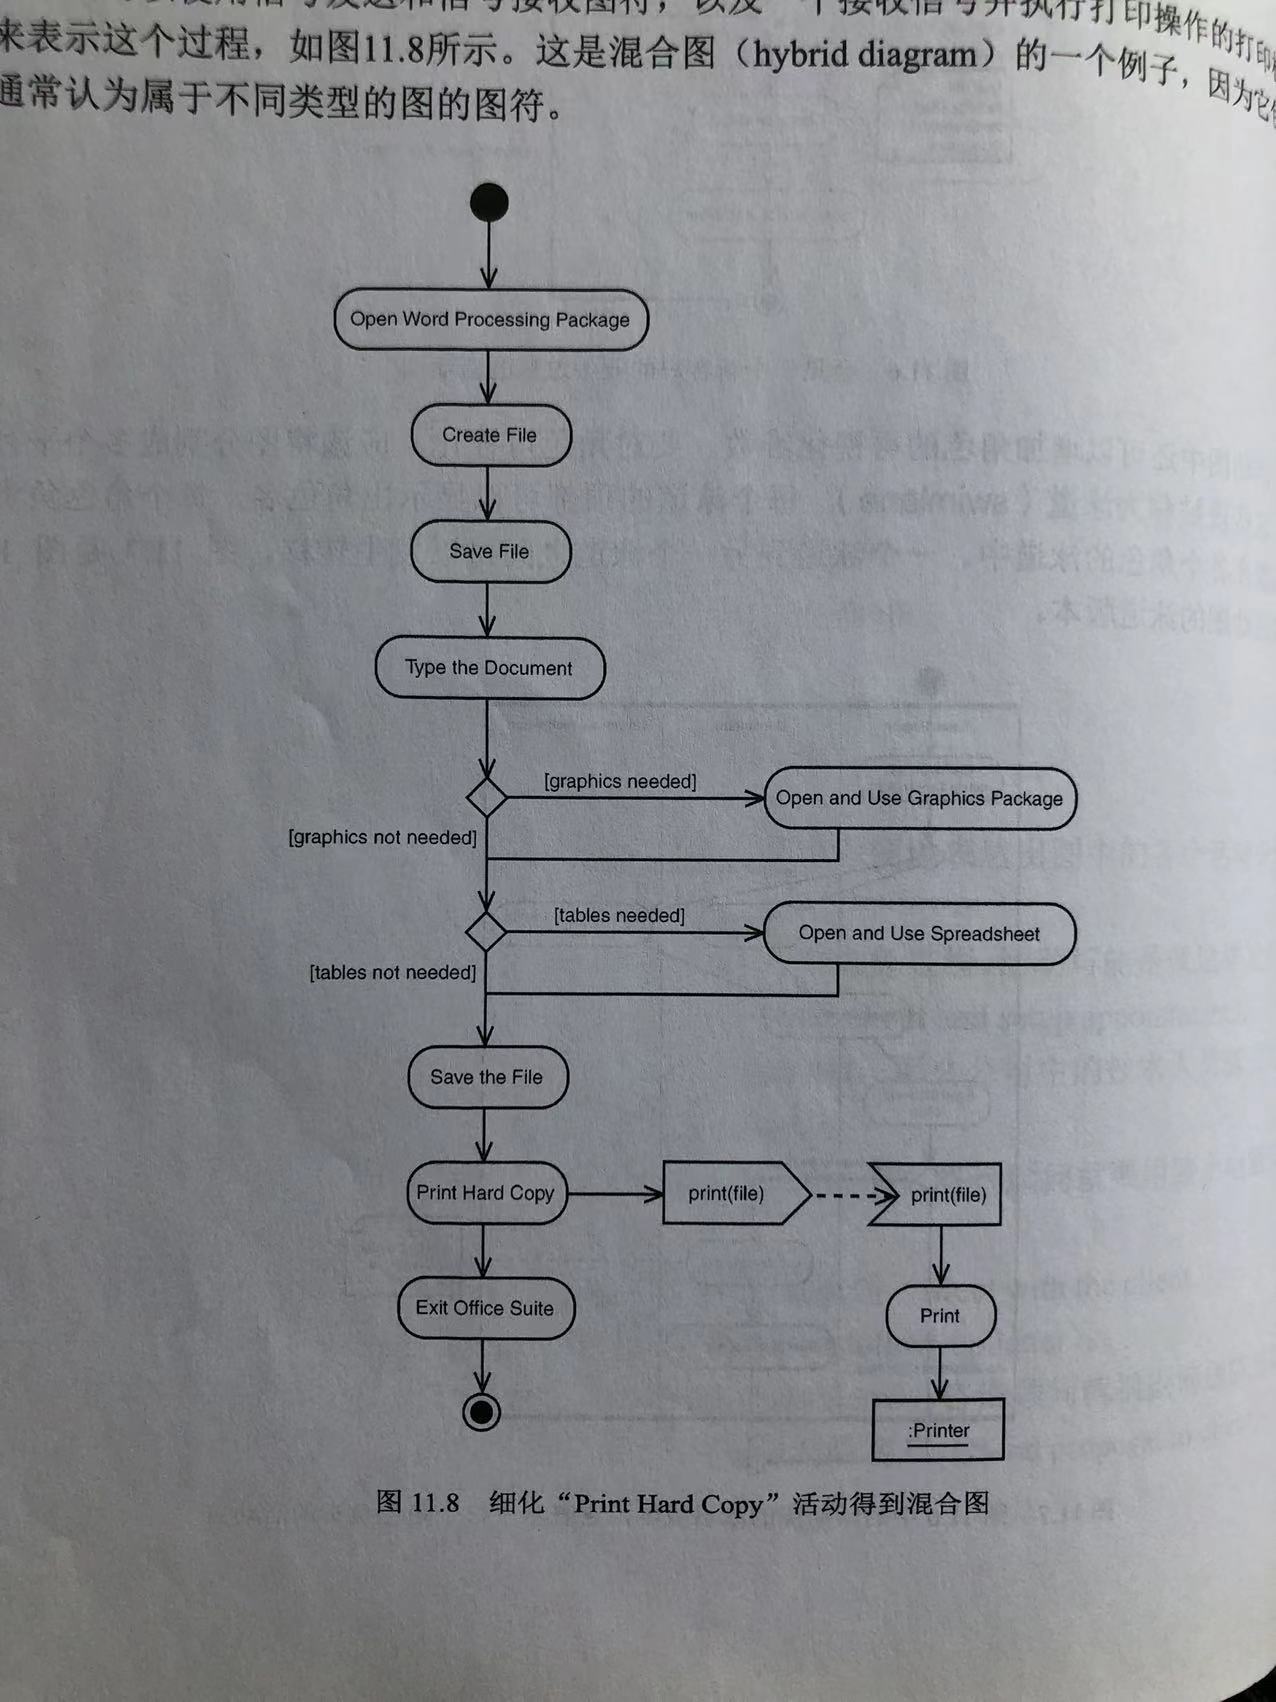 使用信号发送和信号接收图符，以及一个接收信号并执行打印操作的打印
来表示这个过程，如图11.8所示。这是混合图（hybrid diagram）的一个例子，因为它
通常认为属于不同类型的图的图符。
Open Word Processing Package
Create File
Save File
Type the Document
[graphics needed]
Open and Use Graphics Package
[graphics not needed]
[tables needed]
Open and Use Spreadsheet
[tables not needed]
Save the File
Print Hard Copy
print(file)
print(file)
Exit Office Suite
Print
:Printer
图 11.8 细化“Print Hard Copy”活动得到混合图